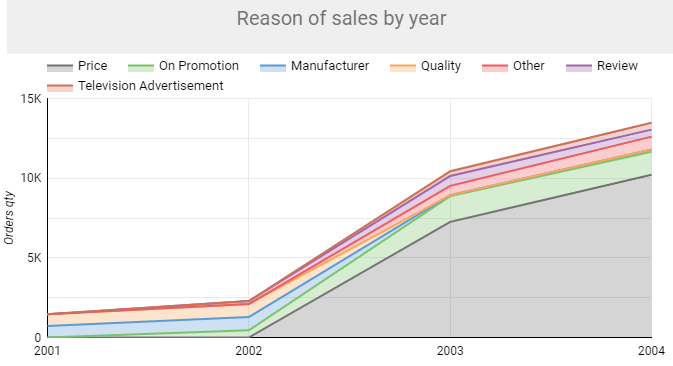 Reason of sales by year
Price On Promotion Manufacturer Quality Other Review
Television Advertisement
15K
10K
5K
0
Orders qty
2001 2002 2003 2004